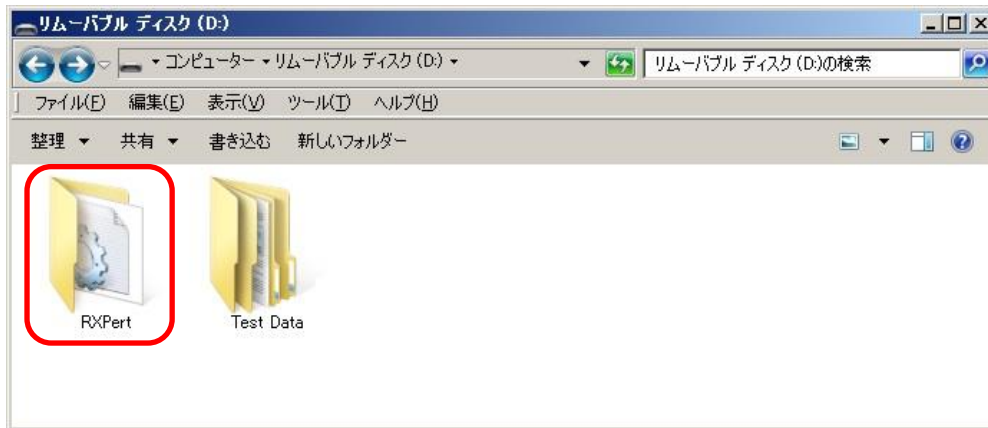 リムーバブル ディスク (D:)
コンピューター リムーバブル ディスク (D:) リムーバブル ディスク (D:)の検索
ファイル(F) 編集(E) 表示(V) ツール(T) ヘルプ(H)
整理 共有 書き込む 新しいフォルダー
RXPert Test Data